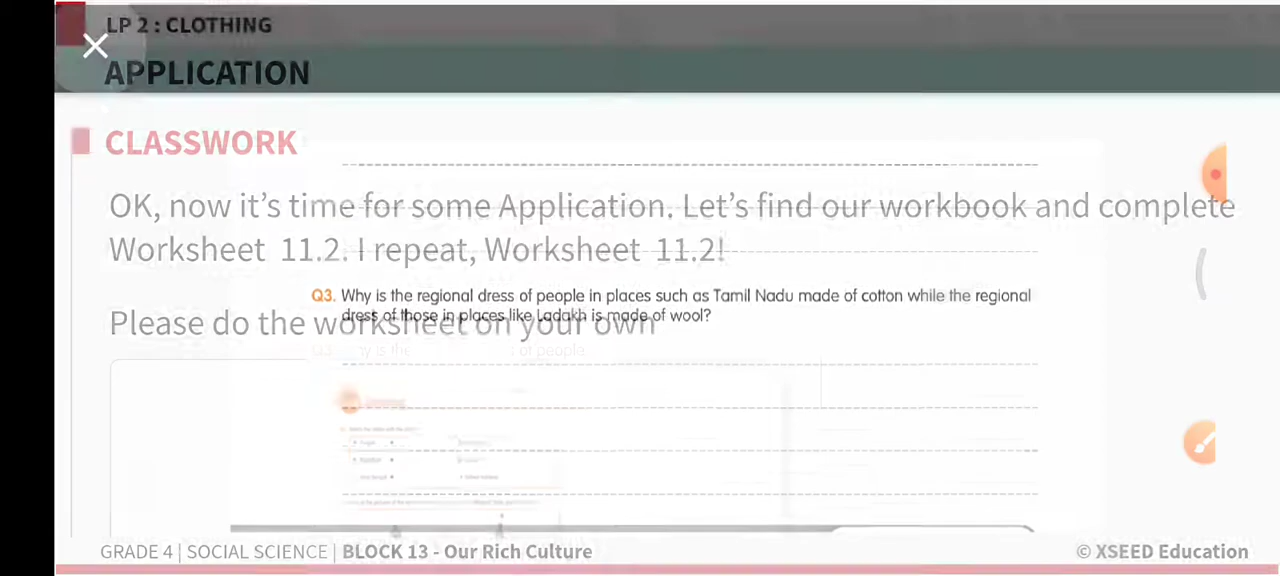 LP 2 : CLOTHING
APPLICATION
CLASSWORK
OK, now it's time for some Application. Let's find our workbook and complete
Worksheet 11.2. I repeat, Worksheet 11.2!
Q3. Why is the regional dress of people in places such as Tamil Nadu made of cotton while the regional
dress of those in places like Ladakh is made of wool?
Please do the worksheet on your own
GRADE 4 | SOCIAL SCIENCE | BLOCK 13 - Our Rich Culture
© XSEED Education